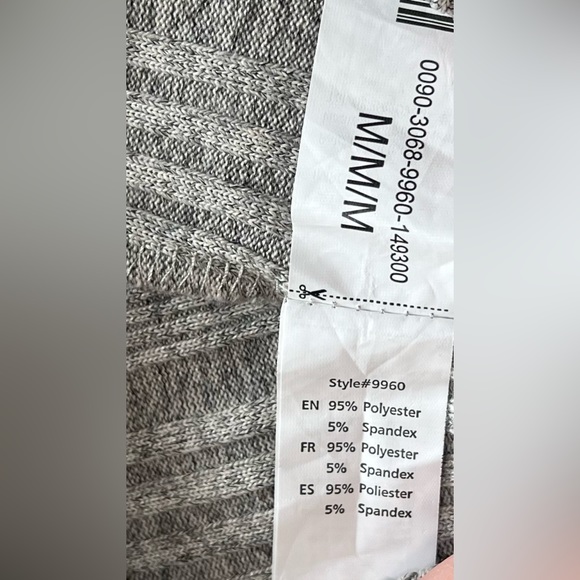 0090-3068-9960-149300
M/M/M
Style#9960
EN 95% Polyester
5% Spandex
FR 95% Polyester
5% Spandex
ES 95% Poliester
5% Spandex